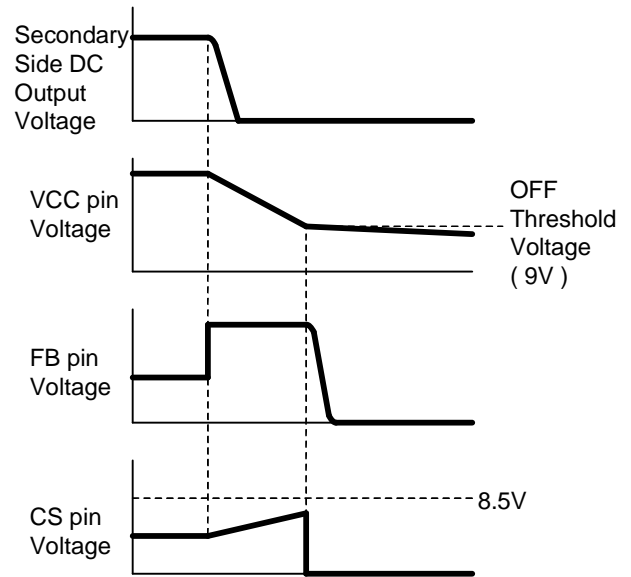 Secondary
Side DC
Output
Voltage
VCC pin
Voltage
OFF
Threshold
Voltage
( 9V )
FB pin
Voltage
CS pin
Voltage
8.5V